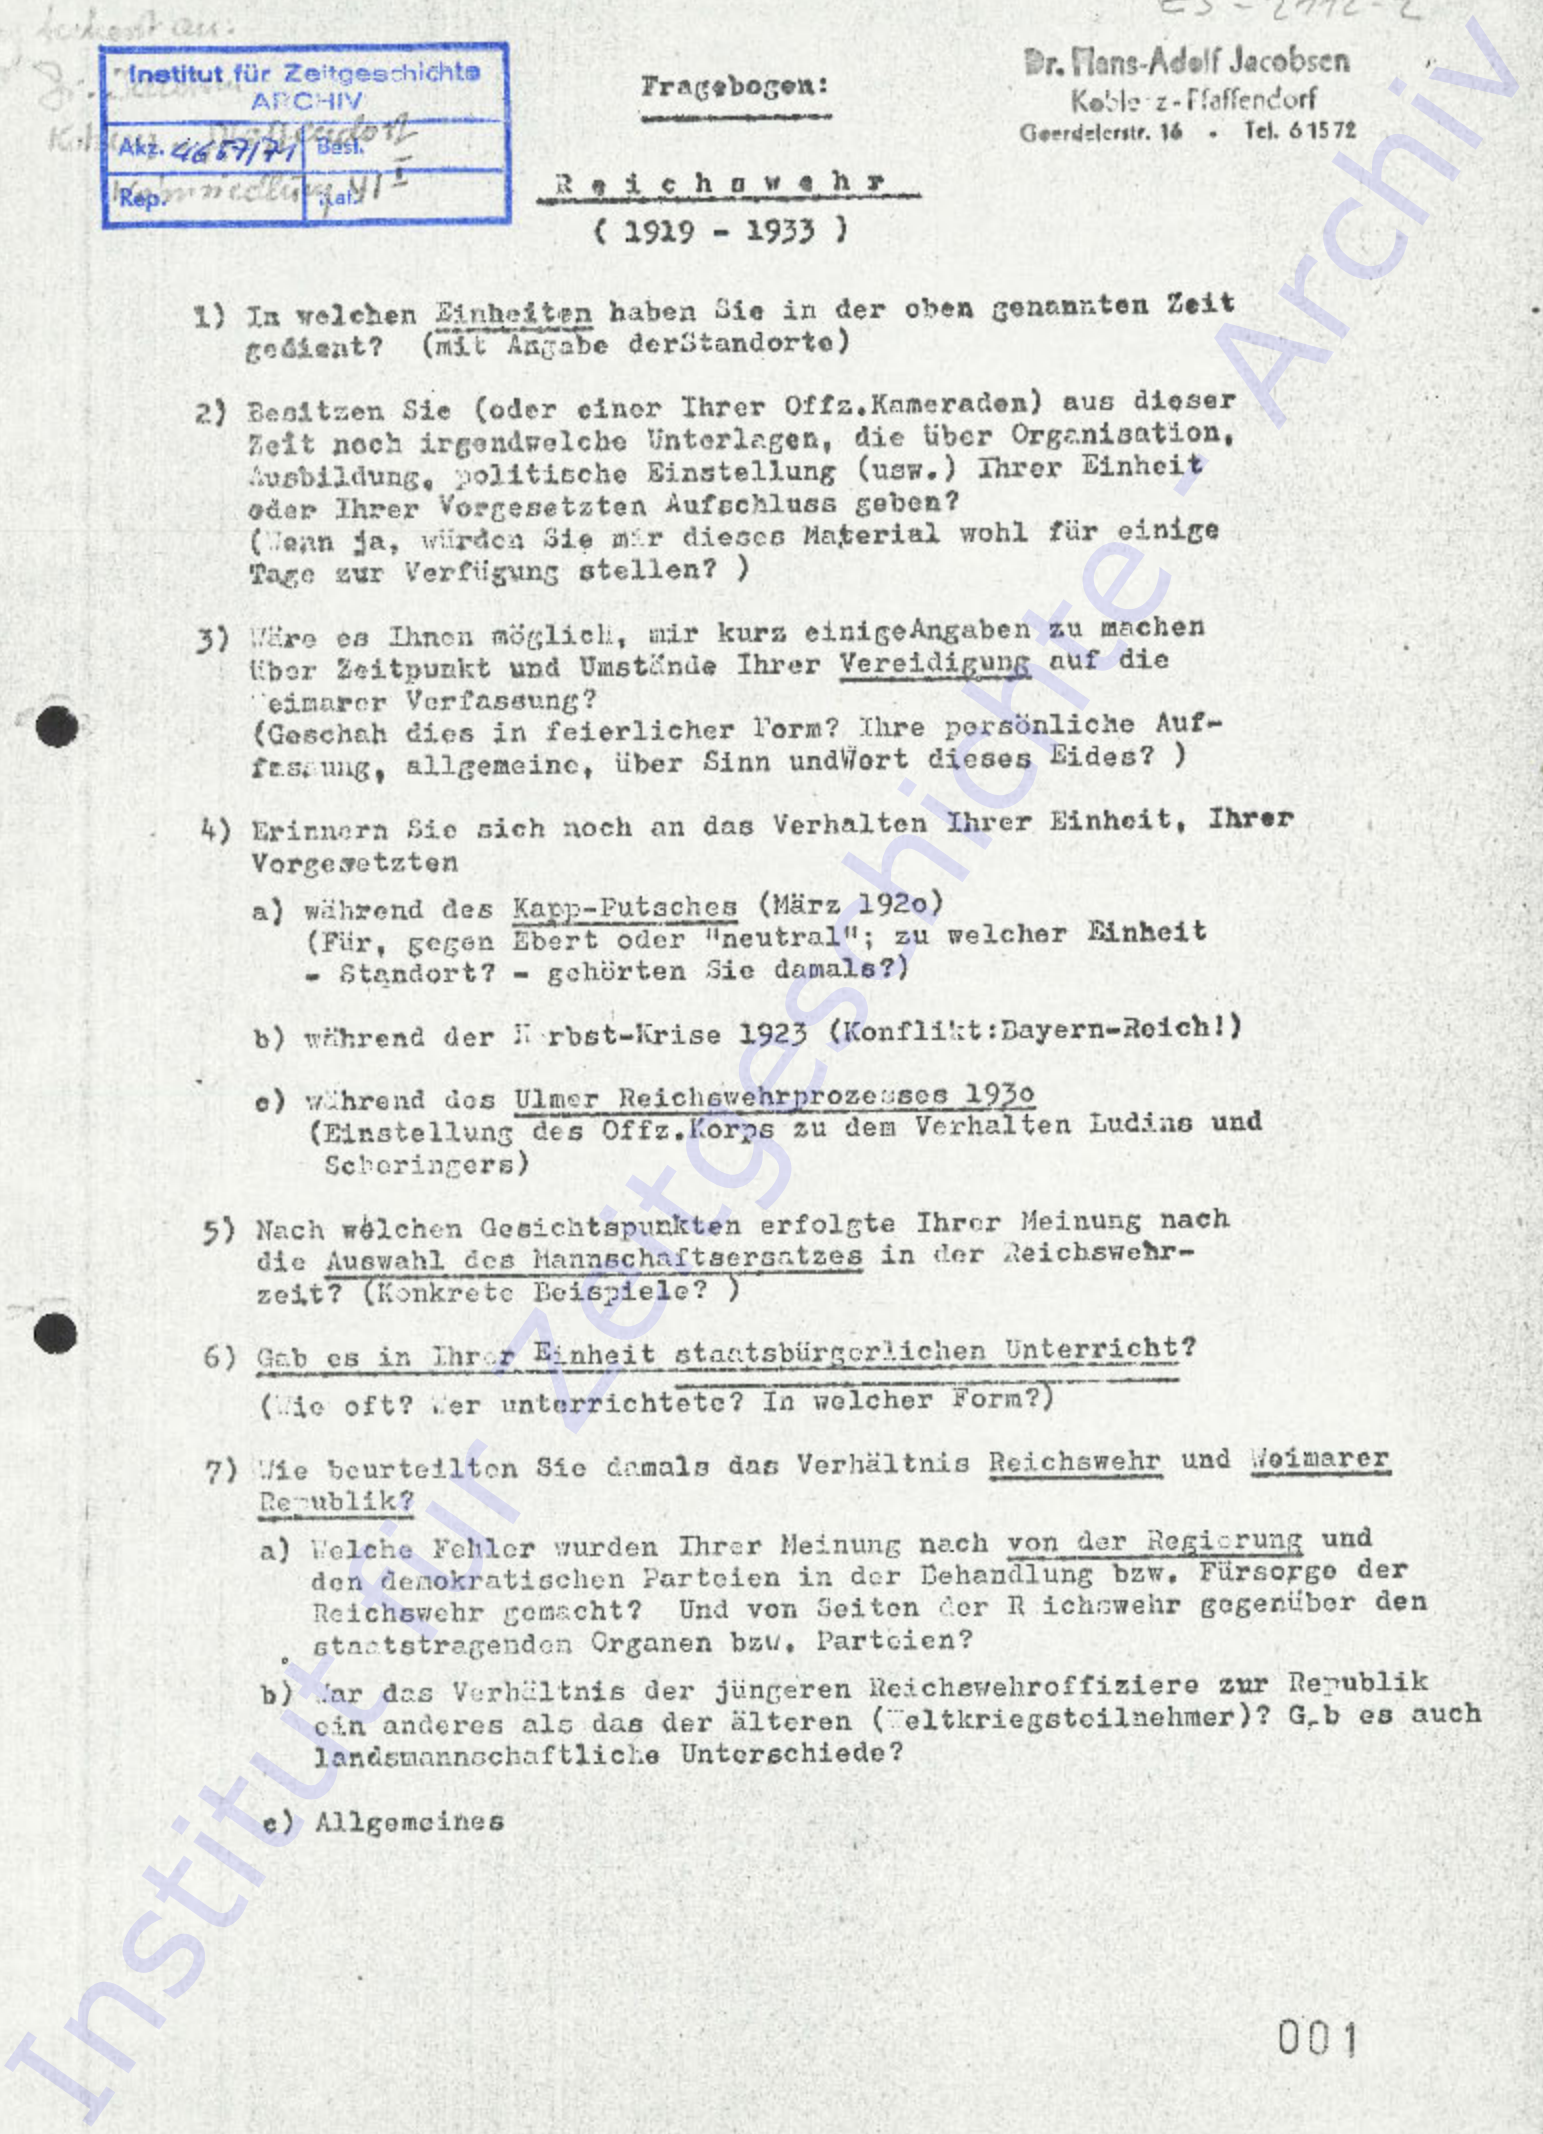 ES - 2112-2
Institut für Zeitgeschichte
ARCHIV
Akz. 4657/71 Best.
Rep. Kat.
Fragebogen:
Dr. Hans-Adolf Jacobsen
Koblenz-Pfaffendorf
Goerdelerstr. 16 . Tel. 61572
Reichswehr
( 1919 - 1933 )
1) In welchen Einheiten haben Sie in der oben genannten Zeit
gedient? (mit Angabe derStandorte)
2) Besitzen Sie (oder einer Ihrer Offz.Kameraden) aus dieser
Zeit noch irgendwelche Unterlagen, die über Organisation,
Ausbildung, politische Einstellung (usw.) Ihrer Einheit
oder Ihrer Vorgesetzten Aufschluss geben?
(Wenn ja, würden Sie mir dieses Material wohl für einige
Tage zur Verfügung stellen? )
3) Wäre es Ihnen möglich, mir kurz einigeAngaben zu machen
über Zeitpunkt und Umstände Ihrer Vereidigung auf die
Weimarer Verfassung?
(Geschah dies in feierlicher Form? Ihre persönliche Auf-
fassung, allgemeine, über Sinn undWort dieses Eides? )
4) Erinnern Sie sich noch an das Verhalten Ihrer Einheit, Ihrer
Vorgesetzten
a) während des Kapp-Putsches (März 192o)
(Für, gegen Ebert oder "neutral"; zu welcher Einheit
- Standort? - gehörten Sie damals?)
b) während der Herbst-Krise 1923 (Konflikt:Bayern-Reich!)
c) während des Ulmer Reichswehrprozesses 193o
(Einstellung des Offz.Korps zu dem Verhalten Ludins und
Scheringers)
5) Nach welchen Gesichtspunkten erfolgte Ihrer Meinung nach
die Auswahl des Mannschaftsersatzes in der Reichswehr-
zeit? (Konkrete Beispiele? )
6) Gab es in Ihrer Einheit staatsbürgerlichen Unterricht?
(Wie oft? Wer unterrichtete? In welcher Form?)
7) Wie beurteilten Sie damals das Verhältnis Reichswehr und Weimarer
Republik?
a) Welche Fehler wurden Ihrer Meinung nach von der Regierung und
den demokratischen Parteien in der Behandlung bzw. Fürsorge der
Reichswehr gemacht? Und von Seiten der Reichswehr gegenüber den
staatstragenden Organen bzw. Parteien?
b) War das Verhältnis der jüngeren Reichswehroffiziere zur Republik
ein anderes als das der älteren (Weltkriegsteilnehmer)? Gab es auch
landsmannschaftliche Unterschiede?
c) Allgemeines
001
Institut für Zeitgeschichte - Archiv